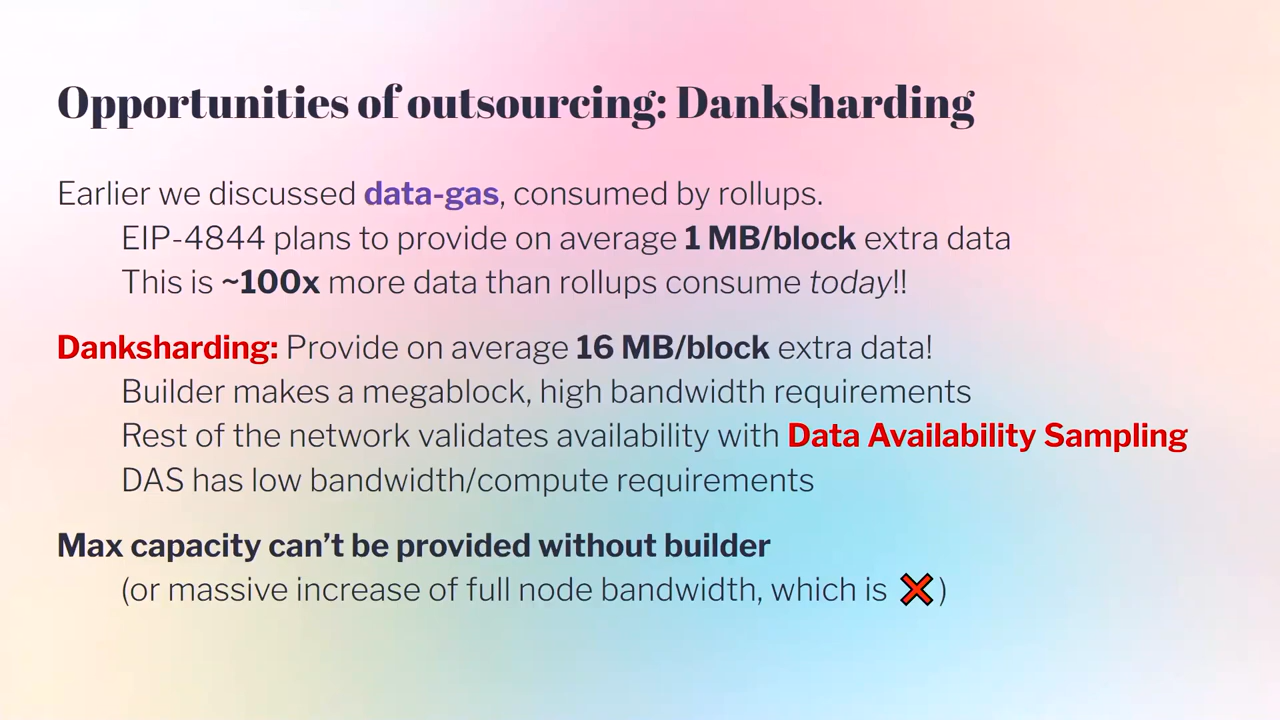 Opportunities of outsourcing: Danksharding
Earlier we discussed data-gas, consumed by rollups.
EIP-4844 plans to provide on average 1 MB/block extra data
This is ~100x more data than rollups consume today!!
Danksharding: Provide on average 16 MB/block extra data!
Builder makes a megablock, high bandwidth requirements
Rest of the network validates availability with Data Availability Sampling
DAS has low bandwidth/compute requirements
Max capacity can’t be provided without builder
(or massive increase of full node bandwidth, which is ❌)